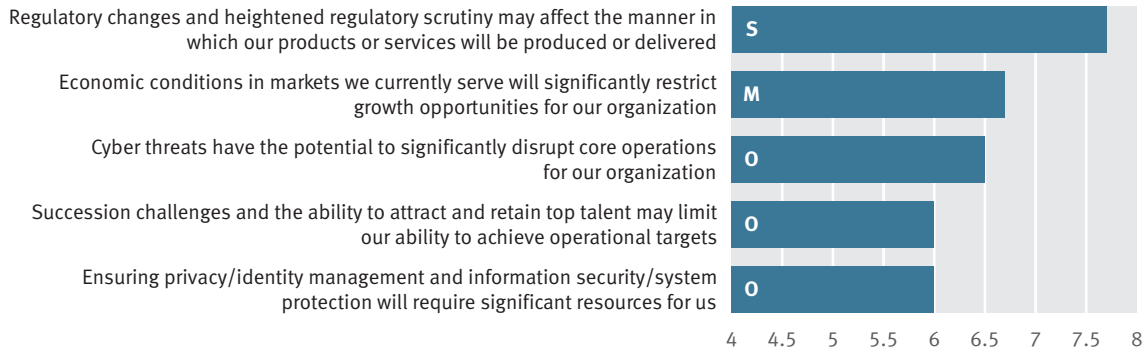 Regulatory changes and heightened regulatory scrutiny may affect the manner in
which our products or services will be produced or delivered
S
Economic conditions in markets we currently serve will significantly restrict
growth opportunities for our organization
M
Cyber threats have the potential to significantly disrupt core operations
for our organization
O
Succession challenges and the ability to attract and retain top talent may limit
our ability to achieve operational targets
O
Ensuring privacy/identity management and information security/system
protection will require significant resources for us
O
4 4.5 5 5.5 6 6.5 7 7.5 8